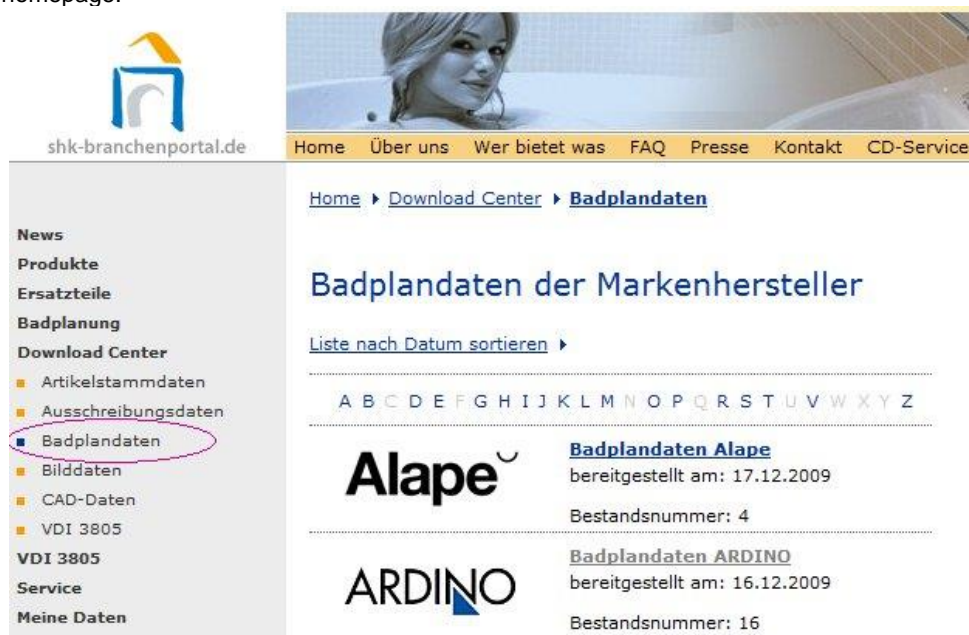 homepage.
shk-branchenportal.de
Home Über uns Wer bietet was FAQ Presse Kontakt CD-Service
Home Download Center Badplandaten
News
Produkte
Ersatzteile
Badplanung
Download Center
Artikelstammdaten
Ausschreibungsdaten
Badplandaten
Bilddaten
CAD-Daten
VDI 3805
VDI 3805
Service
Meine Daten
Badplandaten der Markenhersteller
Liste nach Datum sortieren
A B C D E F G H I J K L M N O P Q R S T U V W X Y Z
Alape
Badplandaten Alape
bereitgestellt am: 17.12.2009
Bestandsnummer: 4
ARDINO
Badplandaten ARDINO
bereitgestellt am: 16.12.2009
Bestandsnummer: 16